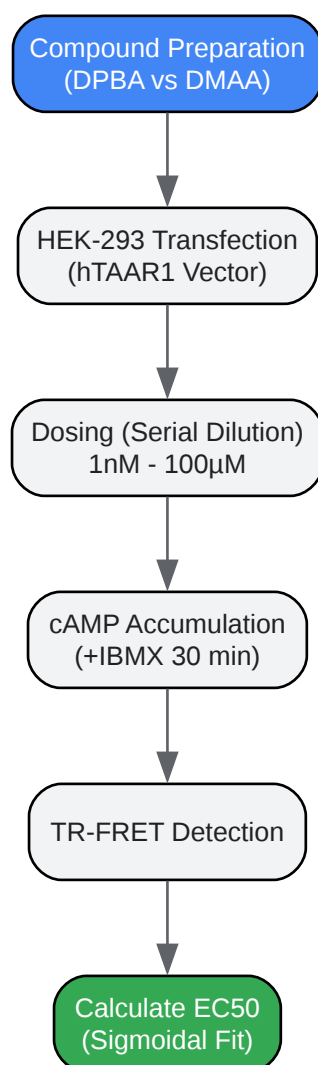 Compound Preparation
(DPBA vs DMAA)
HEK-293 Transfection
(hTAAR1 Vector)
Dosing (Serial Dilution)
1nM - 100µM
cAMP Accumulation
(+IBMX 30 min)
TR-FRET Detection
Calculate EC50
(Sigmoidal Fit)